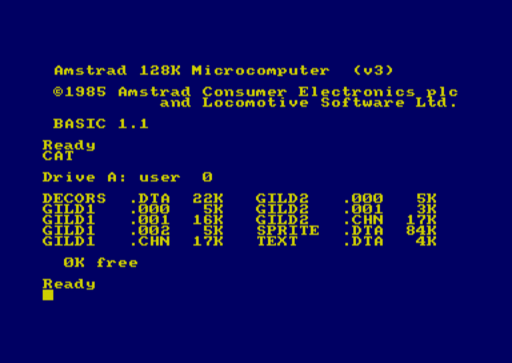 Amstrad 128K Microcomputer  (v3)
©1985 Amstrad Consumer Electronics plc
and Locomotive Software Ltd.
BASIC 1.1
Ready
CAT
Drive A: user  0
DECORS  .DTA  22K   GILD2   .000   5K
GILD1   .000   5K   GILD2   .001   3K
GILD1   .001  16K   GILD2   .CHN  17K
GILD1   .002   5K   SPRITE  .DTA  84K
GILD1   .CHN  17K   TEXT    .DTA   4K
0K free
Ready